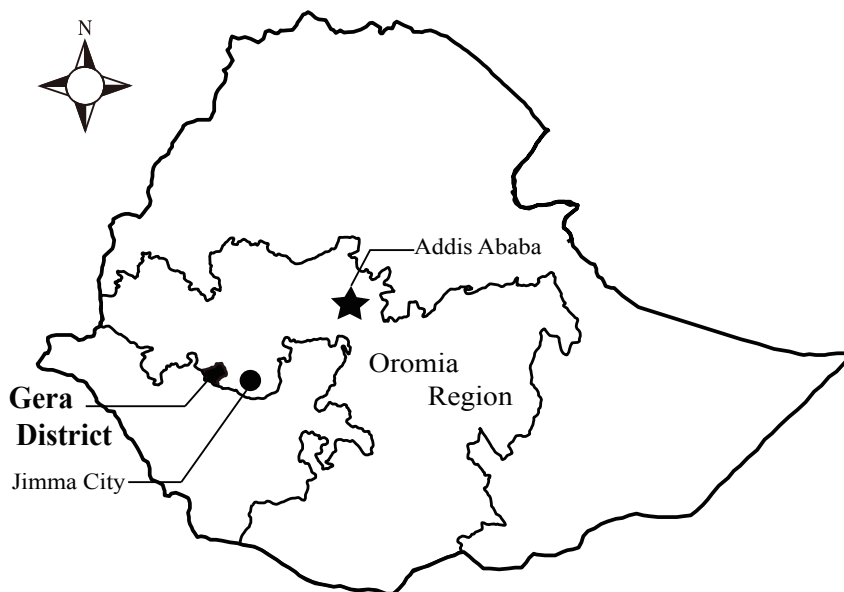 N
Addis Ababa
Oromia
Region
Gera
District
Jimma City